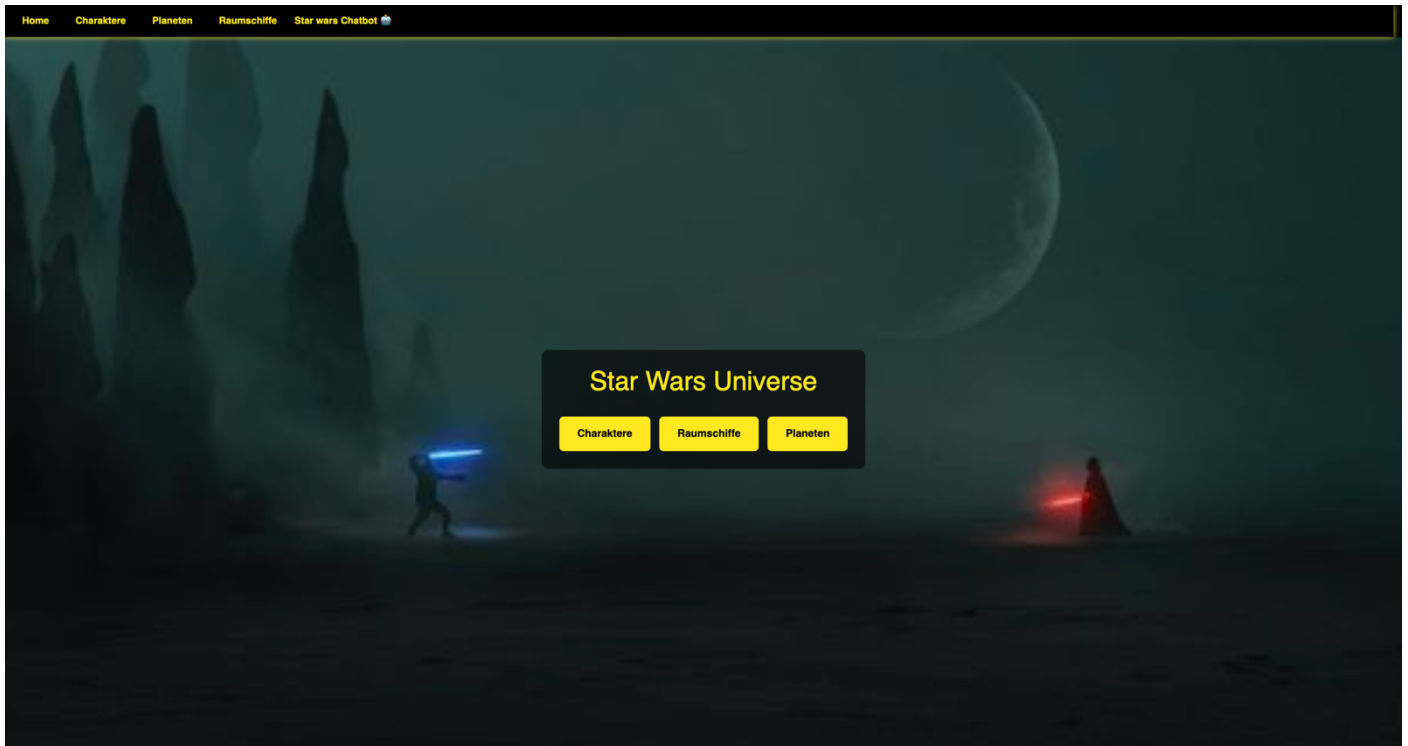 Home Charaktere Planeten Raumschiffe Star wars Chatbot 🤖
Star Wars Universe
Charaktere Raumschiffe Planeten